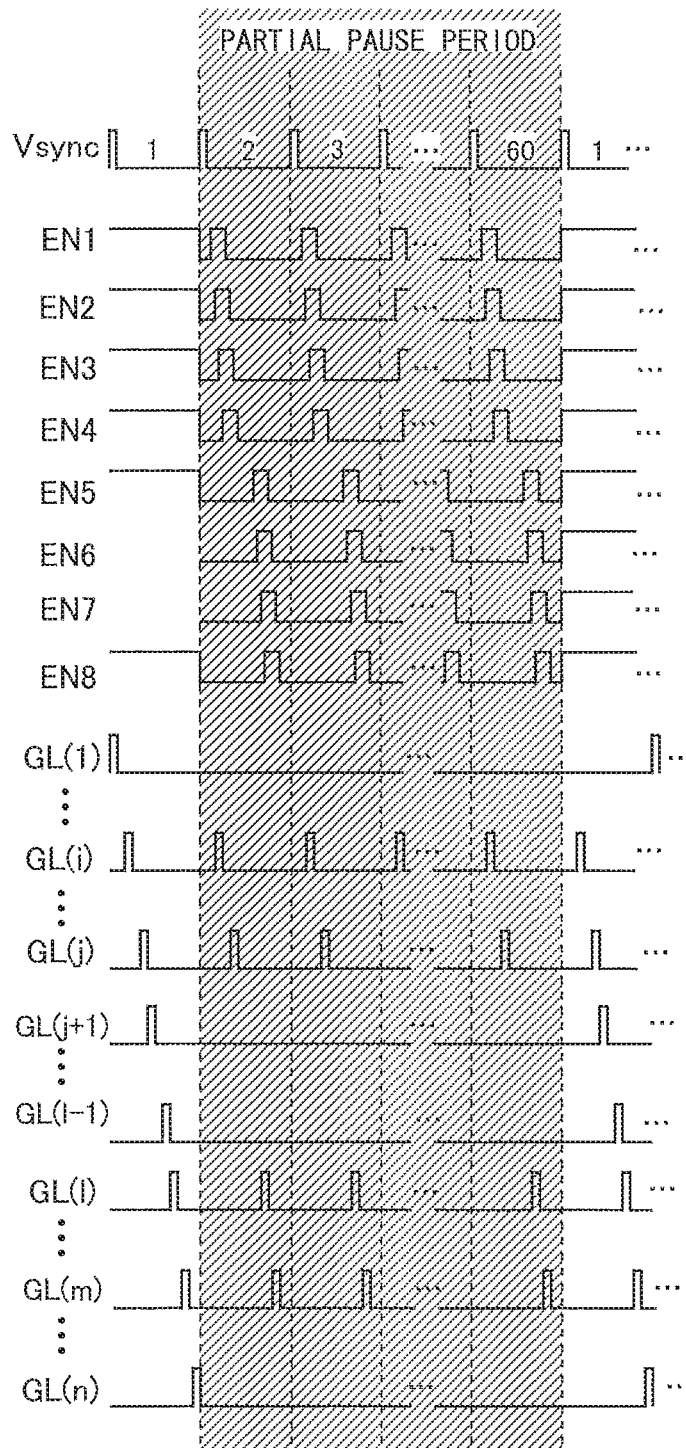 PARTIAL PAUSE PERIOD
Vsync 1 2 3 ... 60 1 ...
EN1 ... ...
EN2 ... ...
EN3 ... ...
EN4 ... ...
EN5 ... ...
EN6 ... ...
EN7 ... ...
EN8 ... ...
GL(1) ... ...
GL(i) ... ...
GL(j) ... ...
GL(j+1) ... ...
GL(l-1) ... ...
GL(l) ... ...
GL(m) ... ...
GL(n) ... ...